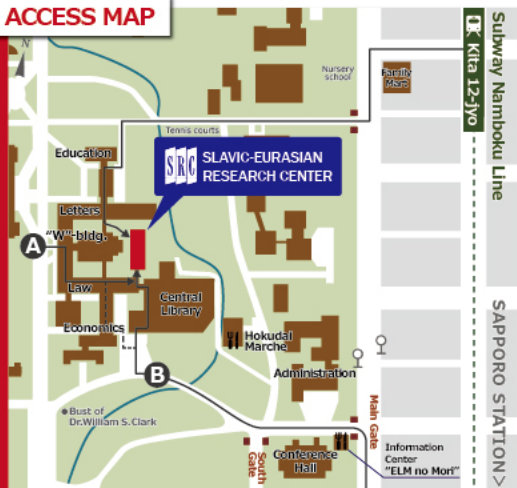 ACCESS MAP
N
Nursery
school
Family
Mart
Kita 12-jyo
Subway Namboku Line
Tennis courts
Education
SRC
SLAVIC-EURASIAN
RESEARCH CENTER
Letters
"W"-bldg.
A
Law
Central
Library
Economics
Hokudai
Marche
SAPPORO STATION>
Administration
B
Bust of
Dr.William S.Clark
Main Gate
South
Gate
Conference
Hall
Information
Center
"ELM no Mori"